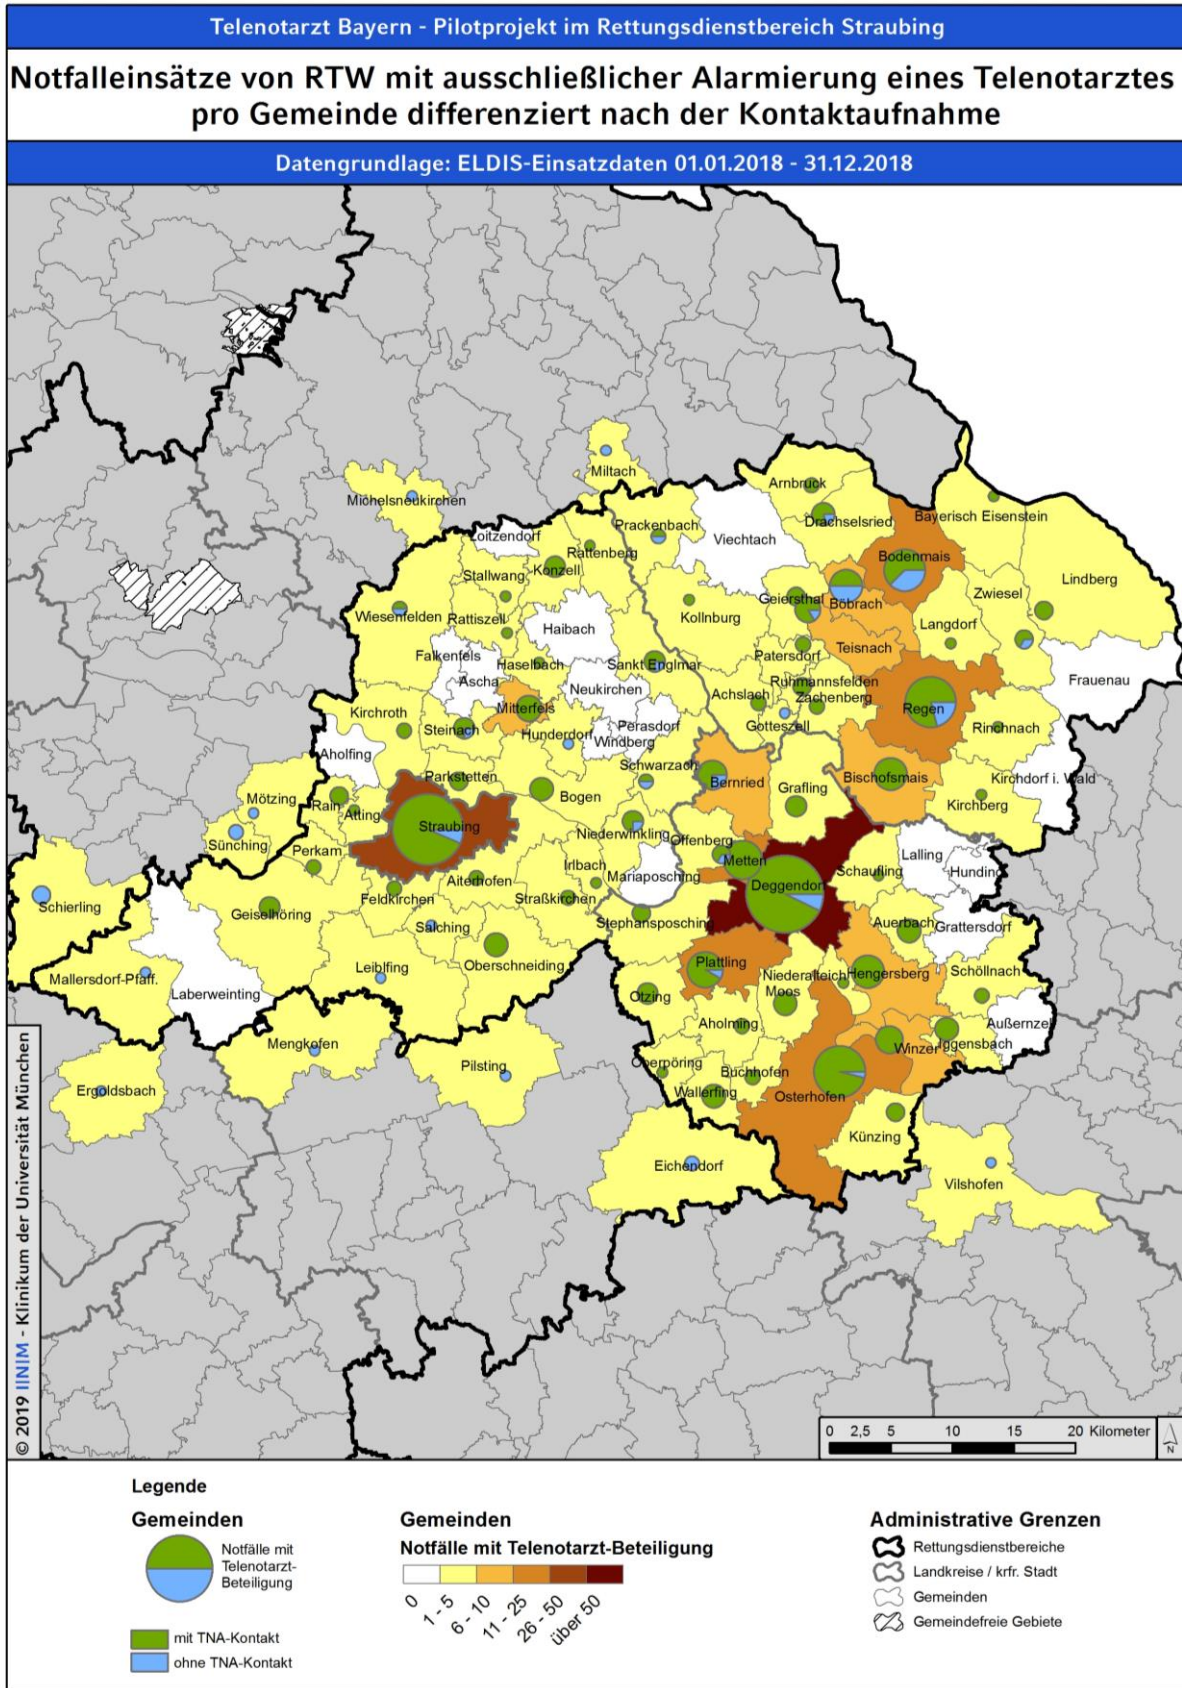 Telenotarzt Bayern - Pilotprojekt im Rettungsdienstbereich Straubing
Notfalleinsätze von RTW mit ausschließlicher Alarmierung eines Telenotarztes
pro Gemeinde differenziert nach der Kontaktaufnahme
Datengrundlage: ELDIS-Einsatzdaten 01.01.2018 - 31.12.2018
Miltach
Michelsneukirchen
Arnbruck
Drachselsried
Bayerisch Eisenstein
Prackenbach
Viechtach
Loitzendorf
Rattenberg
Konzell
Stallwang
Bodenmais
Lindberg
Zwiesel
Geiersthal
Böbrach
Wiesenfelden
Rattiszell
Kollnburg
Langdorf
Haibach
Teisnach
Falkenfels
Haselbach
Sankt Englmar
Patersdorf
Ascha
Neukirchen
Ruhmannsfelden
Zachenberg
Achslach
Frauenau
Kirchroth
Mitterfels
Regen
Steinach
Hunderdorf
Perasdorf
Windberg
Gotteszell
Rinchnach
Aholfing
Schwarzach
Bernried
Bischofsmais
Kirchdorf i. Wald
Parkstetten
Grafling
Kirchberg
Mötzing
Rain
Atting
Bogen
Straubing
Niederwinkling
Offenberg
Sünching
Perkam
Metten
Lalling
Irlbach
Mariaposching
Schaufling
Hunding
Aiterhofen
Deggendorf
Schierling
Feldkirchen
Straßkirchen
Geiselhöring
Salching
Stephansposching
Auerbach
Grattersdorf
Oberschneiding
Plattling
Leiblfing
Mallersdorf-Pfaff.
Niederalteich
Hengersberg
Schöllnach
Laberweinting
Otzing
Moos
Aholming
Außernzell
Mengkofen
Winzer
Iggensbach
Pilsting
Oberpöring
Buchhofen
Ergoldsbach
Wallerfing
Osterhofen
Künzing
Eichendorf
Vilshofen
© 2019 IINIM - Klinikum der Universität München
0 2,5 5 10 15 20 Kilometer
N
Legende
Gemeinden
Notfälle mit
Telenotarzt-
Beteiligung
mit TNA-Kontakt
ohne TNA-Kontakt
Gemeinden
Notfälle mit Telenotarzt-Beteiligung
0
1 - 5
6 - 10
11 - 25
26 - 50
über 50
Administrative Grenzen
Rettungsdienstbereiche
Landkreise / krfr. Stadt
Gemeinden
Gemeindefreie Gebiete